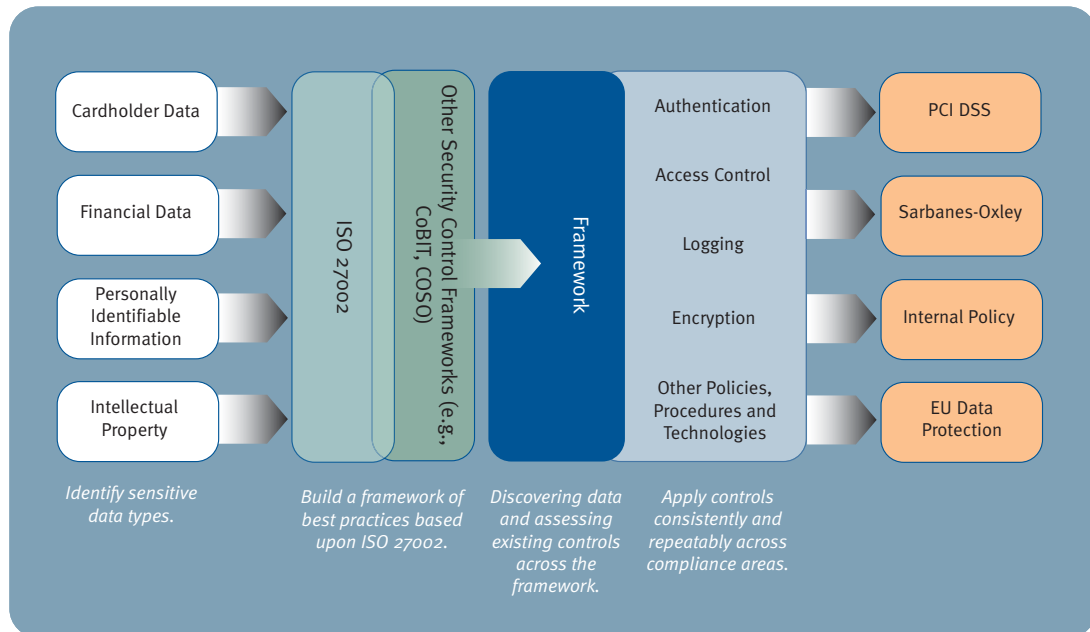 Cardholder Data
Financial Data
Personally
Identifiable
Information
Intellectual
Property
Identify sensitive
data types.
ISO 27002
Other Security Control Frameworks (e.g.,
CoBIT, COSO)
Build a framework of
best practices based
upon ISO 27002.
Framework
Discovering data
and assessing
existing controls
across the
framework.
Authentication
Access Control
Logging
Encryption
Other Policies,
Procedures and
Technologies
Apply controls
consistently and
repeatably across
compliance areas.
PCI DSS
Sarbanes-Oxley
Internal Policy
EU Data
Protection